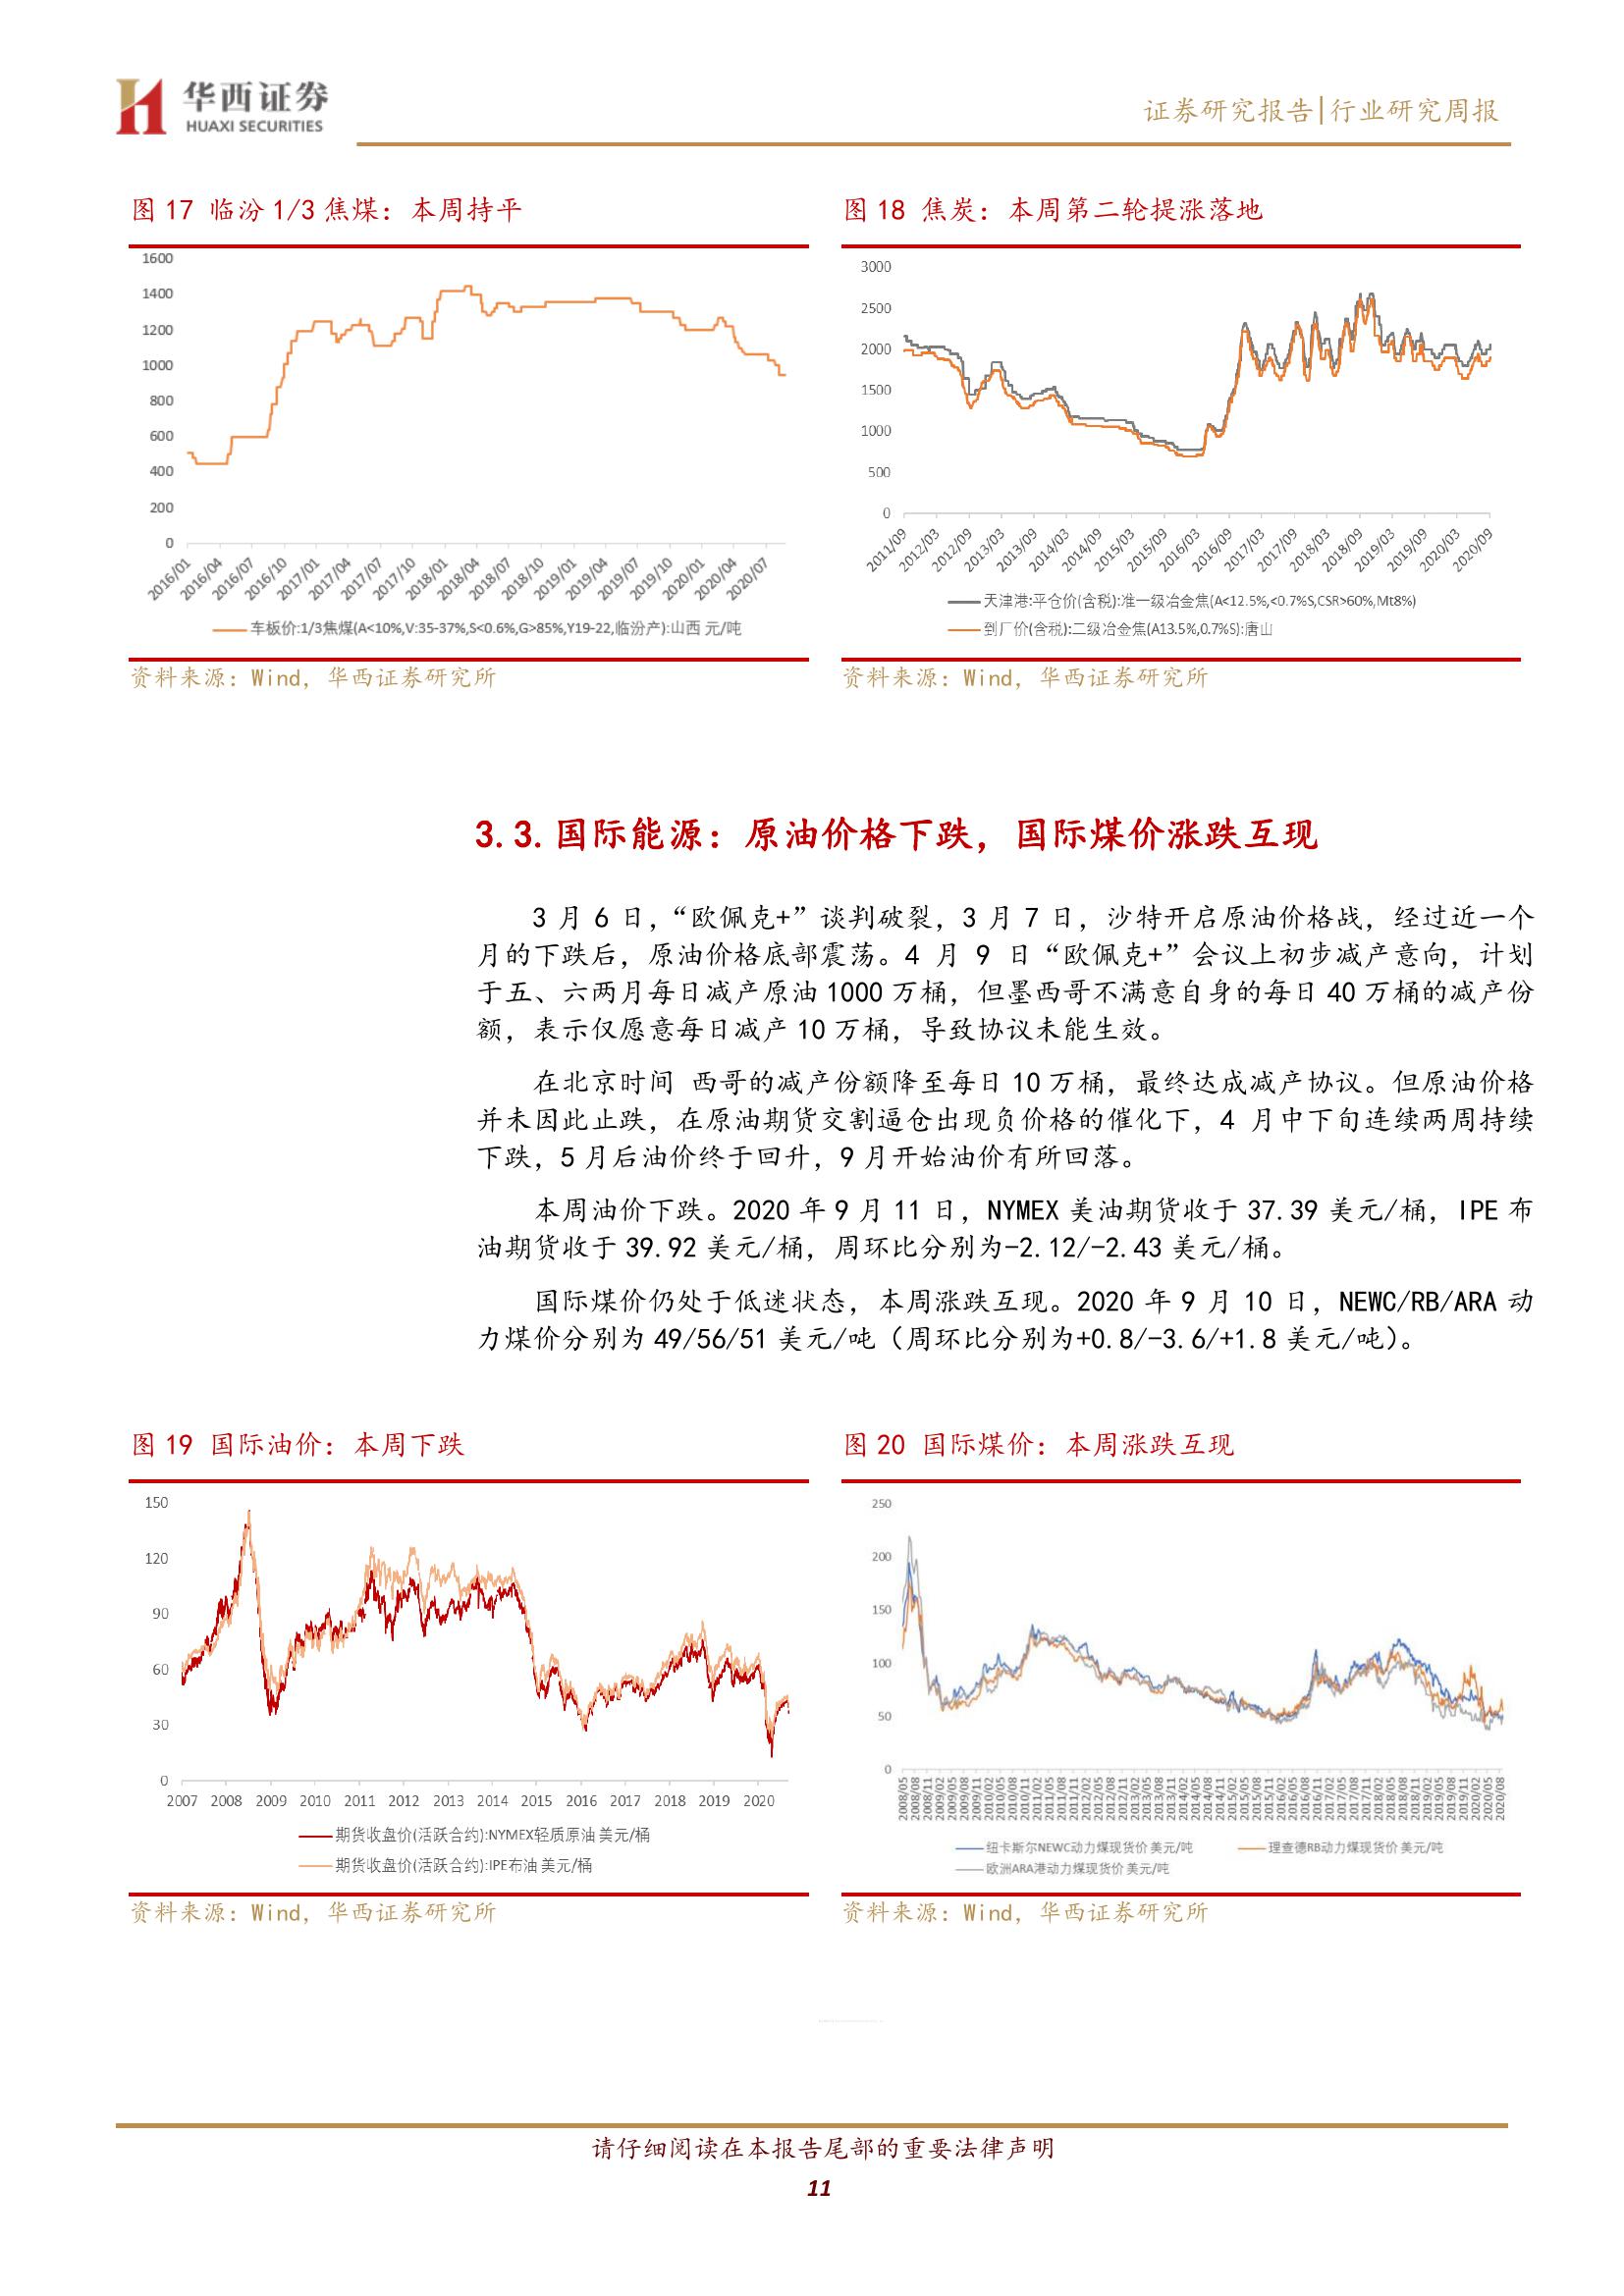 华西证券
HUAXI SECURITIES
证券研究报告|行业研究周报
图 17 临汾 1/3 焦煤：本周持平
1600
1400
1200
1000
800
600
400
200
0
2016/01 2016/04 2016/07 2016/10 2017/01 2017/04 2017/07 2017/10 2018/01 2018/04 2018/07 2018/10 2019/01 2019/04 2019/07 2019/10 2020/01 2020/04 2020/07
车板价:1/3焦煤(A<10%,V:35-37%,S<0.6%,G>85%,Y19-22,临汾产):山西 元/吨
资料来源：Wind，华西证券研究所
图 18 焦炭：本周第二轮提涨落地
3000
2500
2000
1500
1000
500
0
2011/09 2012/03 2012/09 2013/03 2013/09 2014/03 2014/09 2015/03 2015/09 2016/03 2016/09 2017/03 2017/09 2018/03 2018/09 2019/03 2019/09 2020/03 2020/09
天津港:平仓价(含税):准一级冶金焦(A<12.5%,<0.7%S,CSR>60%,Mt8%)
到厂价(含税):二级冶金焦(A13.5%,0.7%S):唐山
资料来源：Wind，华西证券研究所
3.3.国际能源：原油价格下跌，国际煤价涨跌互现
3 月 6 日，“欧佩克+”谈判破裂，3 月 7 日，沙特开启原油价格战，经过近一个
月的下跌后，原油价格底部震荡。4 月 9 日“欧佩克+”会议上初步减产意向，计划
于五、六两月每日减产原油 1000 万桶，但墨西哥不满意自身的每日 40 万桶的减产份
额，表示仅愿意每日减产 10 万桶，导致协议未能生效。
在北京时间 西哥的减产份额降至每日 10 万桶，最终达成减产协议。但原油价格
并未因此止跌，在原油期货交割逼仓出现负价格的催化下，4 月中下旬连续两周持续
下跌，5 月后油价终于回升，9 月开始油价有所回落。
本周油价下跌。2020 年 9 月 11 日，NYMEX 美油期货收于 37.39 美元/桶，IPE 布
油期货收于 39.92 美元/桶，周环比分别为-2.12/-2.43 美元/桶。
国际煤价仍处于低迷状态，本周涨跌互现。2020 年 9 月 10 日，NEWC/RB/ARA 动
力煤价分别为 49/56/51 美元/吨（周环比分别为+0.8/-3.6/+1.8 美元/吨）。
图 19 国际油价：本周下跌
150
120
90
60
30
0
2007 2008 2009 2010 2011 2012 2013 2014 2015 2016 2017 2018 2019 2020
期货收盘价(活跃合约):NYMEX轻质原油 美元/桶
期货收盘价(活跃合约):IPE布油 美元/桶
资料来源：Wind，华西证券研究所
图 20 国际煤价：本周涨跌互现
250
200
150
100
50
0
2008/05 2008/08 2008/11 2009/02 2009/05 2009/08 2009/11 2010/02 2010/05 2010/08 2010/11 2011/02 2011/05 2011/08 2011/11 2012/02 2012/05 2012/08 2012/11 2013/02 2013/05 2013/08 2013/11 2014/02 2014/05 2014/08 2014/11 2015/02 2015/05 2015/08 2015/11 2016/02 2016/05 2016/08 2016/11 2017/02 2017/05 2017/08 2017/11 2018/02 2018/05 2018/08 2018/11 2019/02 2019/05 2019/08 2019/11 2020/02 2020/05 2020/08
纽卡斯尔NEWC动力煤现货价 美元/吨 理查德RB动力煤现货价 美元/吨
欧洲ARA港动力煤现货价 美元/吨
资料来源：Wind，华西证券研究所
请仔细阅读在本报告尾部的重要法律声明
11